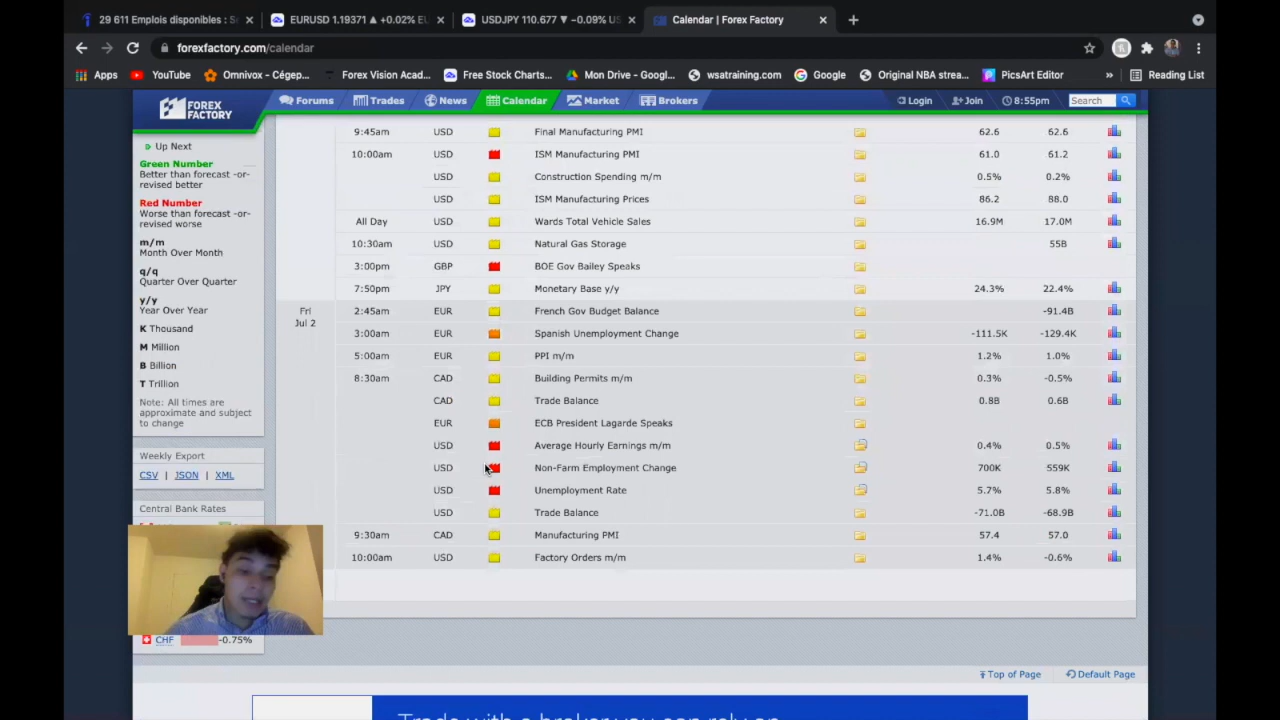 29 611 Emplois disponibles : S
EURUSD 1.19371 ▲ +0.02% EU
USDJPY 110.677 ▼ −0.09% US
Calendar | Forex Factory
forexfactory.com/calendar
Apps
YouTube
Omnivox – Cégep...
Forex Vision Acad...
Free Stock Charts...
Mon Drive – Googl...
wsatraining.com
Google
Original NBA strea...
PicsArt Editor
»
Reading List
FOREX FACTORY
Forums
Trades
News
Calendar
Market
Brokers
Login
Join
8:55pm
Search
Up Next
Green Number
Better than forecast -or-
revised better
Red Number
Worse than forecast -or-
revised worse
m/m
Month Over Month
q/q
Quarter Over Quarter
y/y
Year Over Year
K Thousand
M Million
B Billion
T Trillion
Note: All times are
approximate and subject
to change
Weekly Export
CSV | JSON | XML
Central Bank Rates
CHF -0.75%
9:45am USD Final Manufacturing PMI 62.6 62.6
10:00am USD ISM Manufacturing PMI 61.0 61.2
USD Construction Spending m/m 0.5% 0.2%
USD ISM Manufacturing Prices 86.2 88.0
All Day USD Wards Total Vehicle Sales 16.9M 17.0M
10:30am USD Natural Gas Storage 55B
3:00pm GBP BOE Gov Bailey Speaks
7:50pm JPY Monetary Base y/y 24.3% 22.4%
Fri
Jul 2
2:45am EUR French Gov Budget Balance -91.4B
3:00am EUR Spanish Unemployment Change -111.5K -129.4K
5:00am EUR PPI m/m 1.2% 1.0%
8:30am CAD Building Permits m/m 0.3% -0.5%
CAD Trade Balance 0.8B 0.6B
EUR ECB President Lagarde Speaks
USD Average Hourly Earnings m/m 0.4% 0.5%
USD Non-Farm Employment Change 700K 559K
USD Unemployment Rate 5.7% 5.8%
USD Trade Balance -71.0B -68.9B
9:30am CAD Manufacturing PMI 57.4 57.0
10:00am USD Factory Orders m/m 1.4% -0.6%
Top of Page
Default Page
Trade with a broker you can rely on